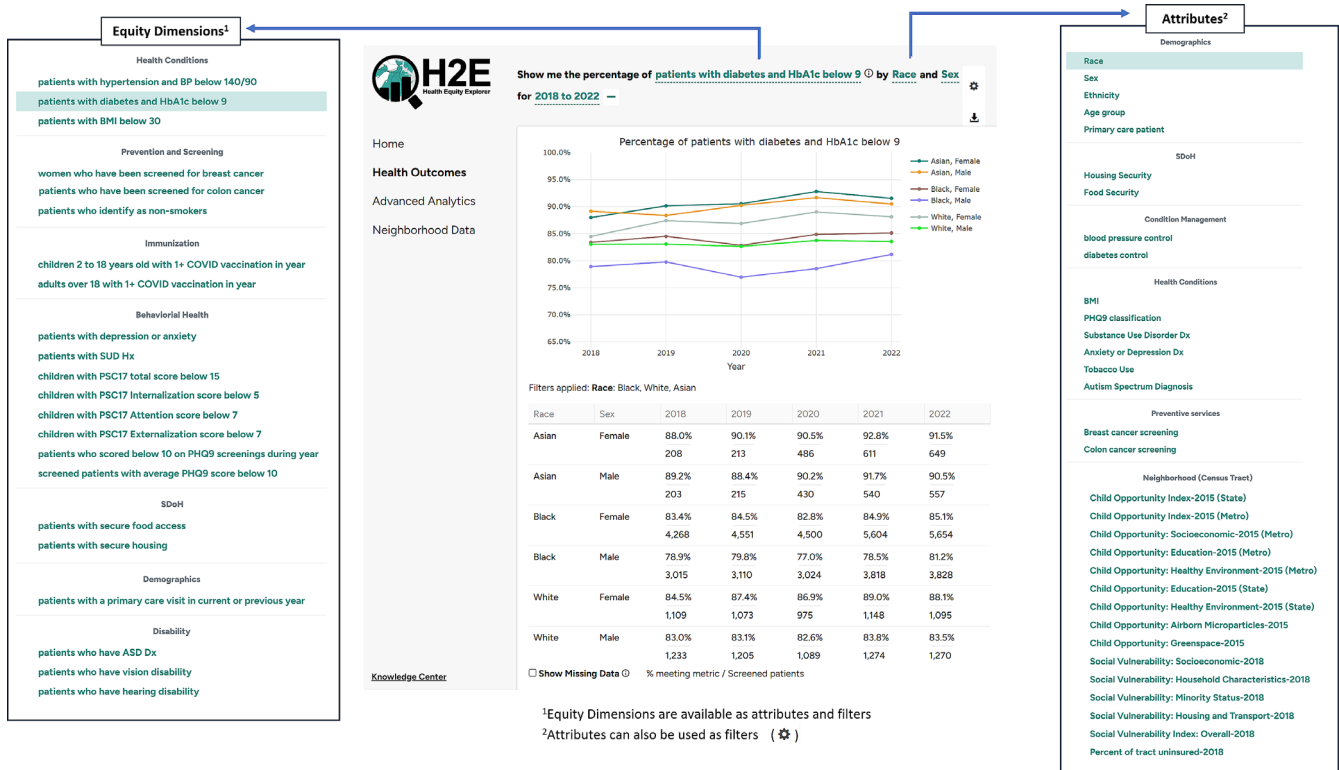 Equity Dimensions1
Health Conditions
patients with hypertension and BP below 140/90
patients with diabetes and HbA1c below 9
patients with BMI below 30
Prevention and Screening
women who have been screened for breast cancer
patients who have been screened for colon cancer
patients who identify as non-smokers
Immunization
children 2 to 18 years old with 1+ COVID vaccination in year
adults over 18 with 1+ COVID vaccination in year
Behaviorial Health
patients with depression or anxiety
patients with SUD Hx
children with PSC17 total score below 15
children with PSC17 Internalization score below 5
children with PSC17 Attention score below 7
children with PSC17 Externalization score below 7
patients who scored below 10 on PHQ9 screenings during year
screened patients with average PHQ9 score below 10
SDoH
patients with secure food access
patients with secure housing
Demographics
patients with a primary care visit in current or previous year
Disability
patients who have ASD Dx
patients who have vision disability
patients who have hearing disability
H2E
Health Equity Explorer
Home
Health Outcomes
Advanced Analytics
Neighborhood Data
Knowledge Center
Show me the percentage of patients with diabetes and HbA1c below 9 ⓘ by Race and Sex
for 2018 to 2022 —
Percentage of patients with diabetes and HbA1c below 9
100.0%
95.0%
90.0%
85.0%
80.0%
75.0%
70.0%
65.0%
2018 2019 2020 2021 2022
Year
Asian, Female
Asian, Male
Black, Female
Black, Male
White, Female
White, Male
Filters applied: Race: Black, White, Asian
Race Sex 2018 2019 2020 2021 2022
Asian Female 88.0% 90.1% 90.5% 92.8% 91.5%
208 213 486 611 649
Asian Male 89.2% 88.4% 90.2% 91.7% 90.5%
203 215 430 540 557
Black Female 83.4% 84.5% 82.8% 84.9% 85.1%
4,268 4,551 4,500 5,604 5,654
Black Male 78.9% 79.8% 77.0% 78.5% 81.2%
3,015 3,110 3,024 3,818 3,828
White Female 84.5% 87.4% 86.9% 89.0% 88.1%
1,109 1,073 975 1,148 1,095
White Male 83.0% 83.1% 82.6% 83.8% 83.5%
1,233 1,205 1,089 1,274 1,270
Show Missing Data ⓘ % meeting metric / Screened patients
1Equity Dimensions are available as attributes and filters
2Attributes can also be used as filters ( )
Attributes2
Demographics
Race
Sex
Ethnicity
Age group
Primary care patient
SDoH
Housing Security
Food Security
Condition Management
blood pressure control
diabetes control
Health Conditions
BMI
PHQ9 classification
Substance Use Disorder Dx
Anxiety or Depression Dx
Tobacco Use
Autism Spectrum Diagnosis
Preventive services
Breast cancer screening
Colon cancer screening
Neighborhood (Census Tract)
Child Opportunity Index-2015 (State)
Child Opportunity Index-2015 (Metro)
Child Opportunity: Socioeconomic-2015 (Metro)
Child Opportunity: Education-2015 (Metro)
Child Opportunity: Healthy Environment-2015 (Metro)
Child Opportunity: Education-2015 (State)
Child Opportunity: Healthy Environment-2015 (State)
Child Opportunity: Airborn Microparticles-2015
Child Opportunity: Greenspace-2015
Social Vulnerability: Socioeconomic-2018
Social Vulnerability: Household Characteristics-2018
Social Vulnerability: Minority Status-2018
Social Vulnerability: Housing and Transport-2018
Social Vulnerability Index: Overall-2018
Percent of tract uninsured-2018